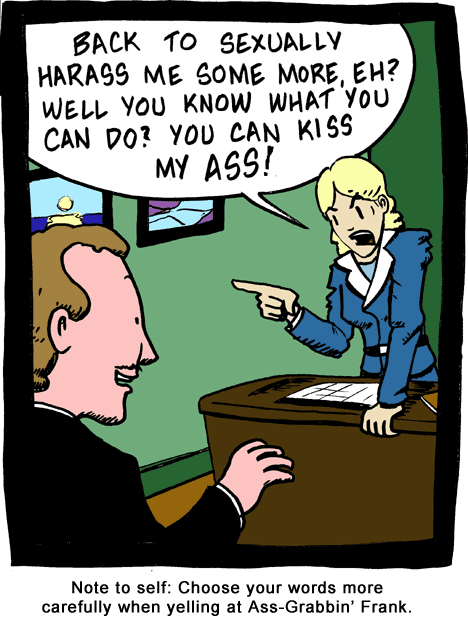 BACK TO SEXUALLY
HARASS ME SOME MORE, EH?
WELL YOU KNOW WHAT YOU
CAN DO? YOU CAN KISS
MY ASS!
Note to self: Choose your words more
carefully when yelling at Ass-Grabbin' Frank.